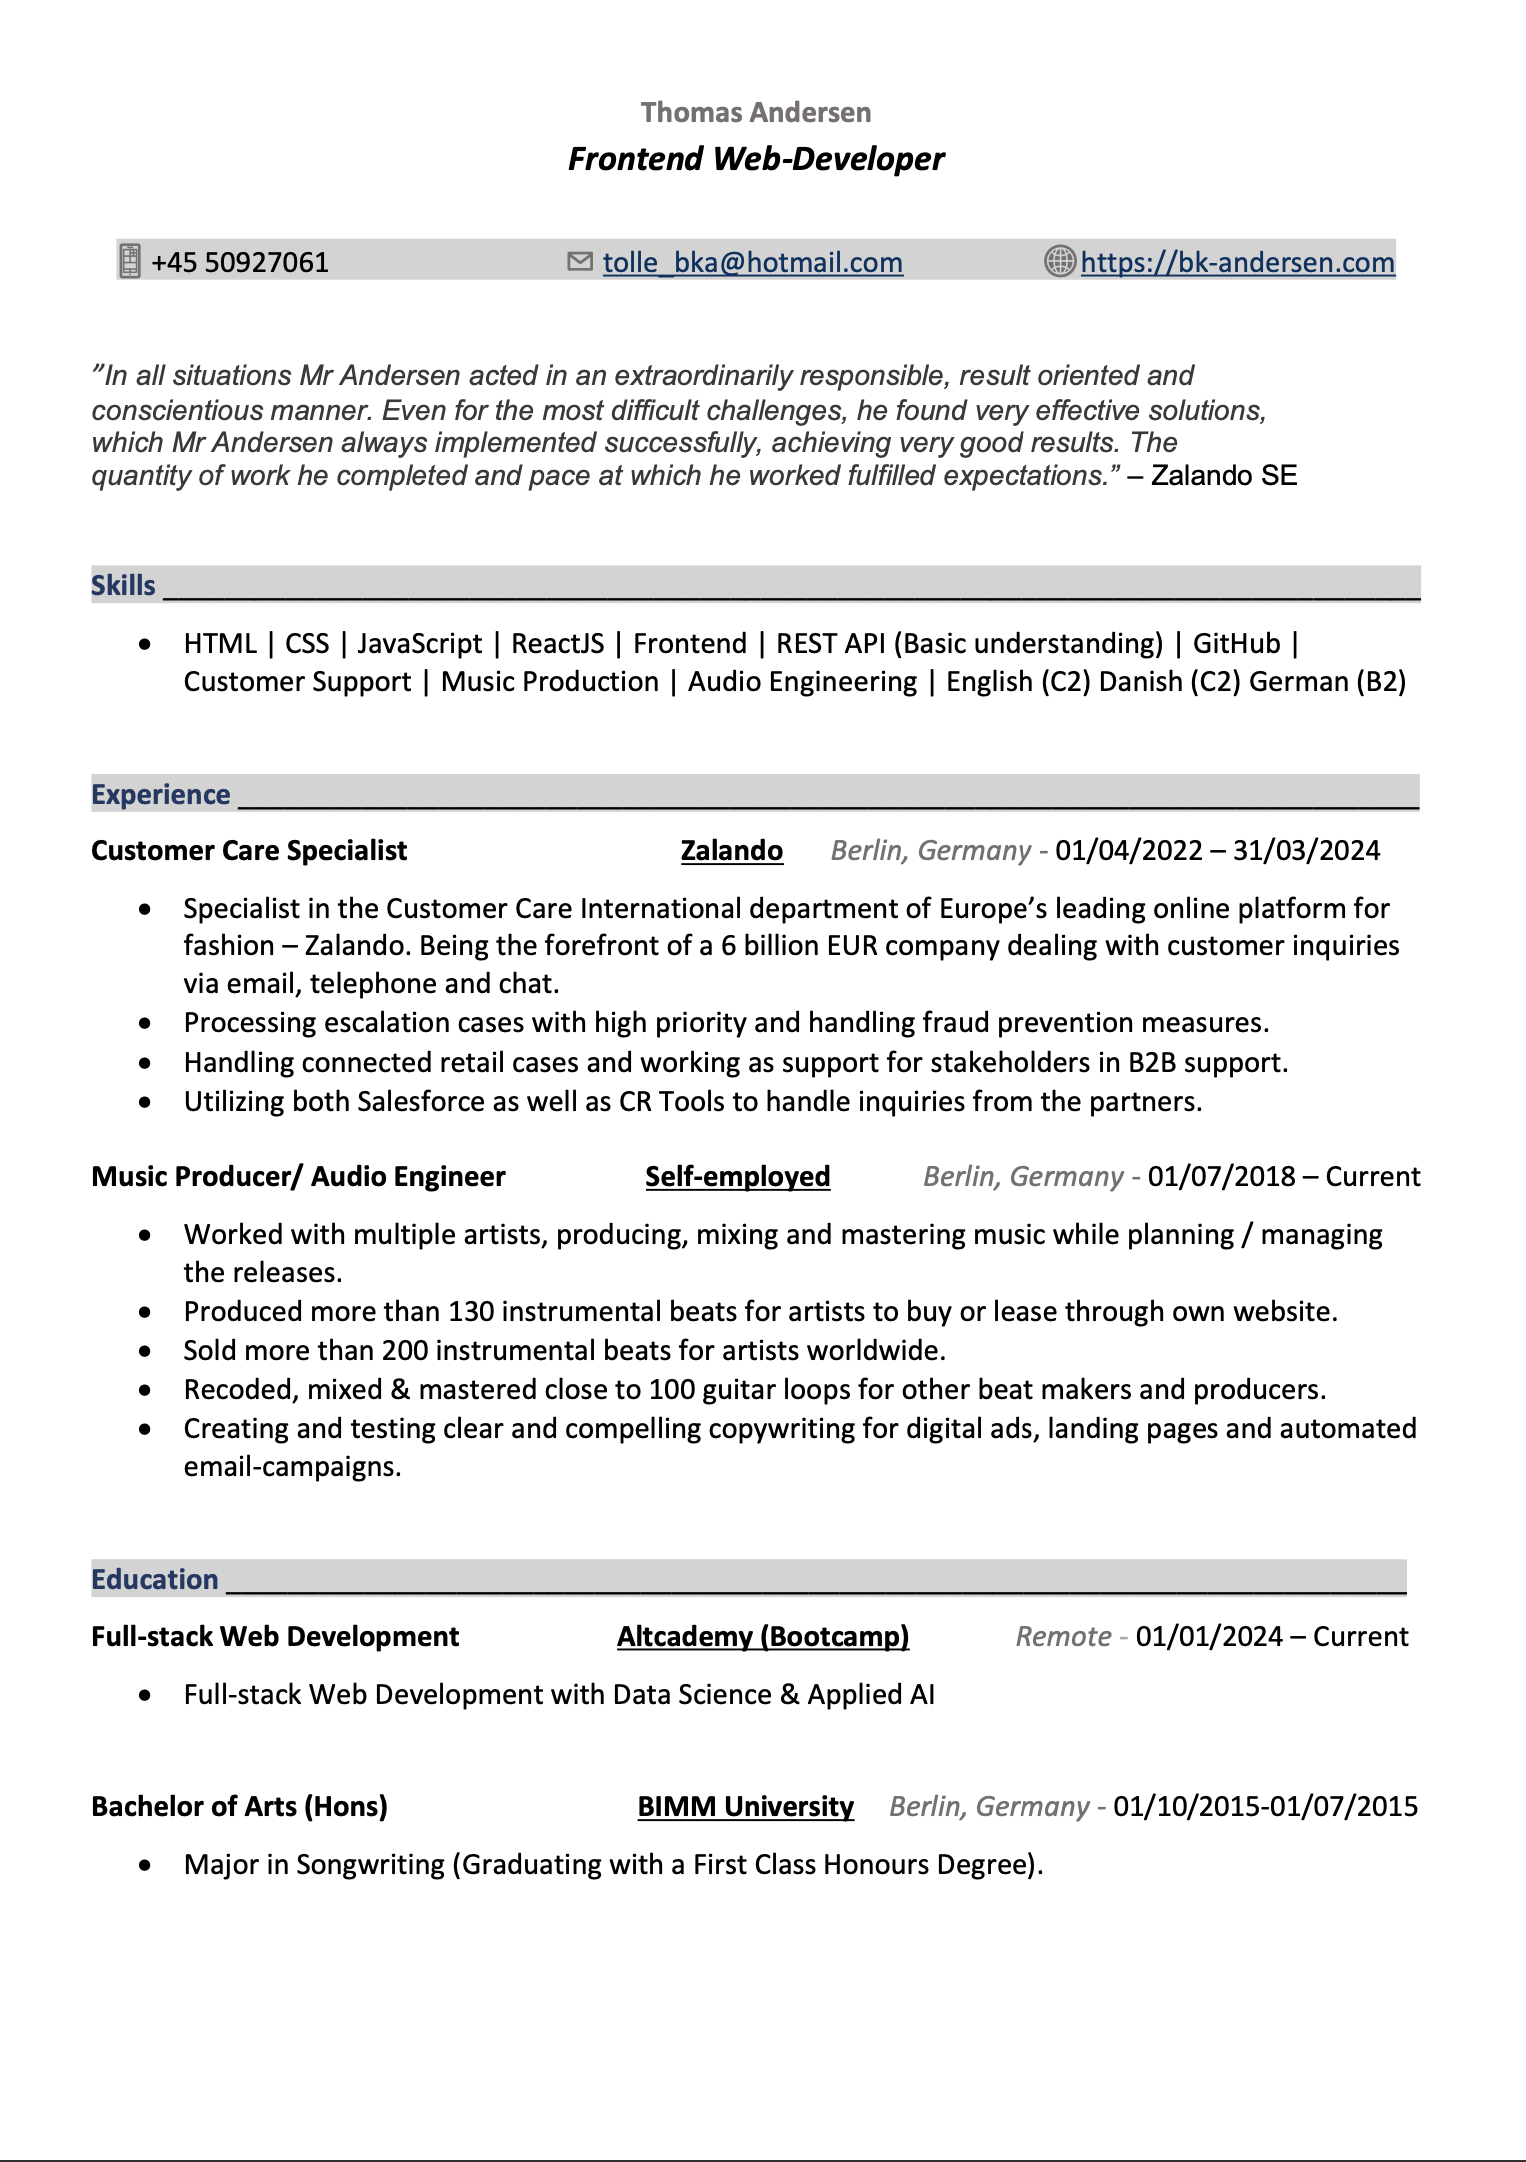 Thomas Andersen
Frontend Web-Developer
+45 50927061 tolle_bka@hotmail.com https://bk-andersen.com
”In all situations Mr Andersen acted in an extraordinarily responsible, result oriented and
conscientious manner. Even for the most difficult challenges, he found very effective solutions,
which Mr Andersen always implemented successfully, achieving very good results. The
quantity of work he completed and pace at which he worked fulfilled expectations.” – Zalando SE
Skills
• HTML | CSS | JavaScript | ReactJS | Frontend | REST API (Basic understanding) | GitHub |
Customer Support | Music Production | Audio Engineering | English (C2) Danish (C2) German (B2)
Experience
Customer Care Specialist Zalando Berlin, Germany - 01/04/2022 – 31/03/2024
• Specialist in the Customer Care International department of Europe’s leading online platform for
fashion – Zalando. Being the forefront of a 6 billion EUR company dealing with customer inquiries
via email, telephone and chat.
• Processing escalation cases with high priority and handling fraud prevention measures.
• Handling connected retail cases and working as support for stakeholders in B2B support.
• Utilizing both Salesforce as well as CR Tools to handle inquiries from the partners.
Music Producer/ Audio Engineer Self-employed Berlin, Germany - 01/07/2018 – Current
• Worked with multiple artists, producing, mixing and mastering music while planning / managing
the releases.
• Produced more than 130 instrumental beats for artists to buy or lease through own website.
• Sold more than 200 instrumental beats for artists worldwide.
• Recoded, mixed & mastered close to 100 guitar loops for other beat makers and producers.
• Creating and testing clear and compelling copywriting for digital ads, landing pages and automated
email-campaigns.
Education
Full-stack Web Development Altcademy (Bootcamp) Remote - 01/01/2024 – Current
• Full-stack Web Development with Data Science & Applied AI
Bachelor of Arts (Hons) BIMM University Berlin, Germany - 01/10/2015-01/07/2015
• Major in Songwriting (Graduating with a First Class Honours Degree).